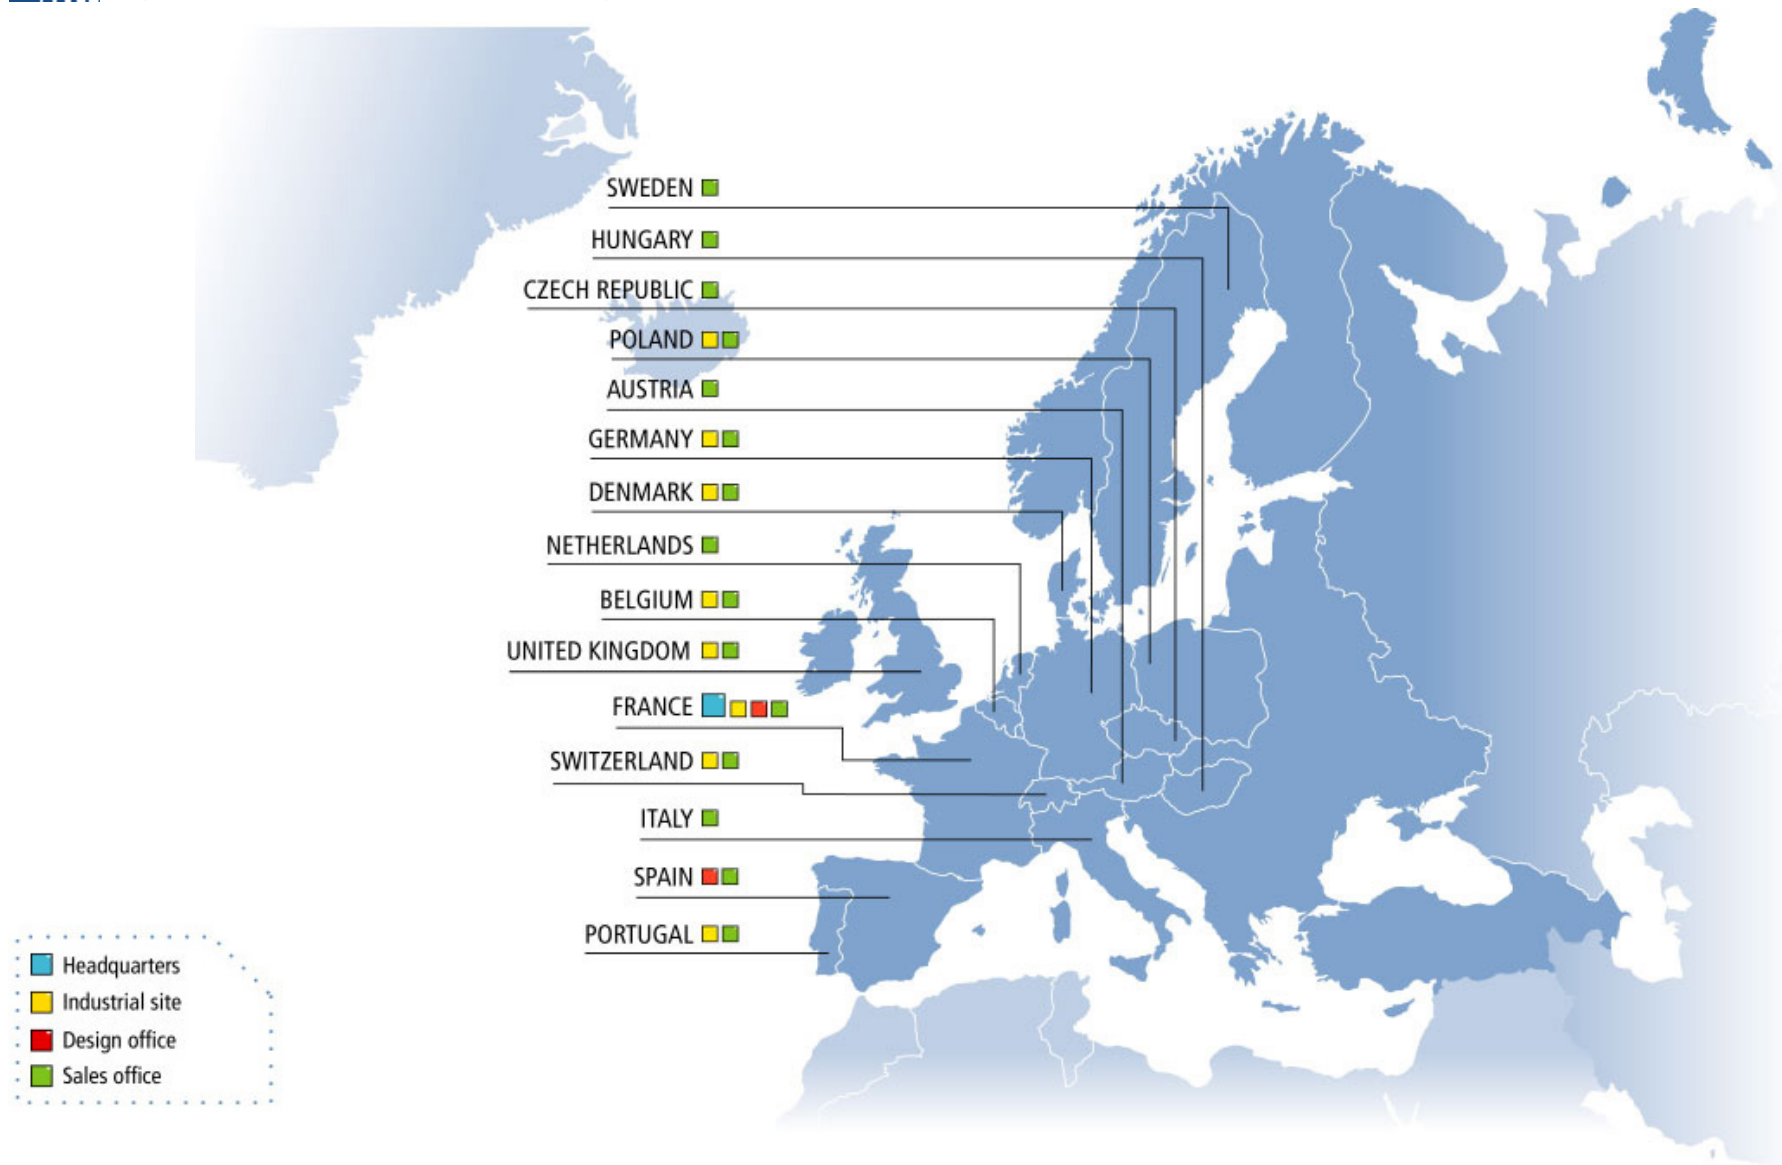 SWEDEN
HUNGARY
CZECH REPUBLIC
POLAND
AUSTRIA
GERMANY
DENMARK
NETHERLANDS
BELGIUM
UNITED KINGDOM
FRANCE
SWITZERLAND
ITALY
SPAIN
PORTUGAL
Headquarters
Industrial site
Design office
Sales office